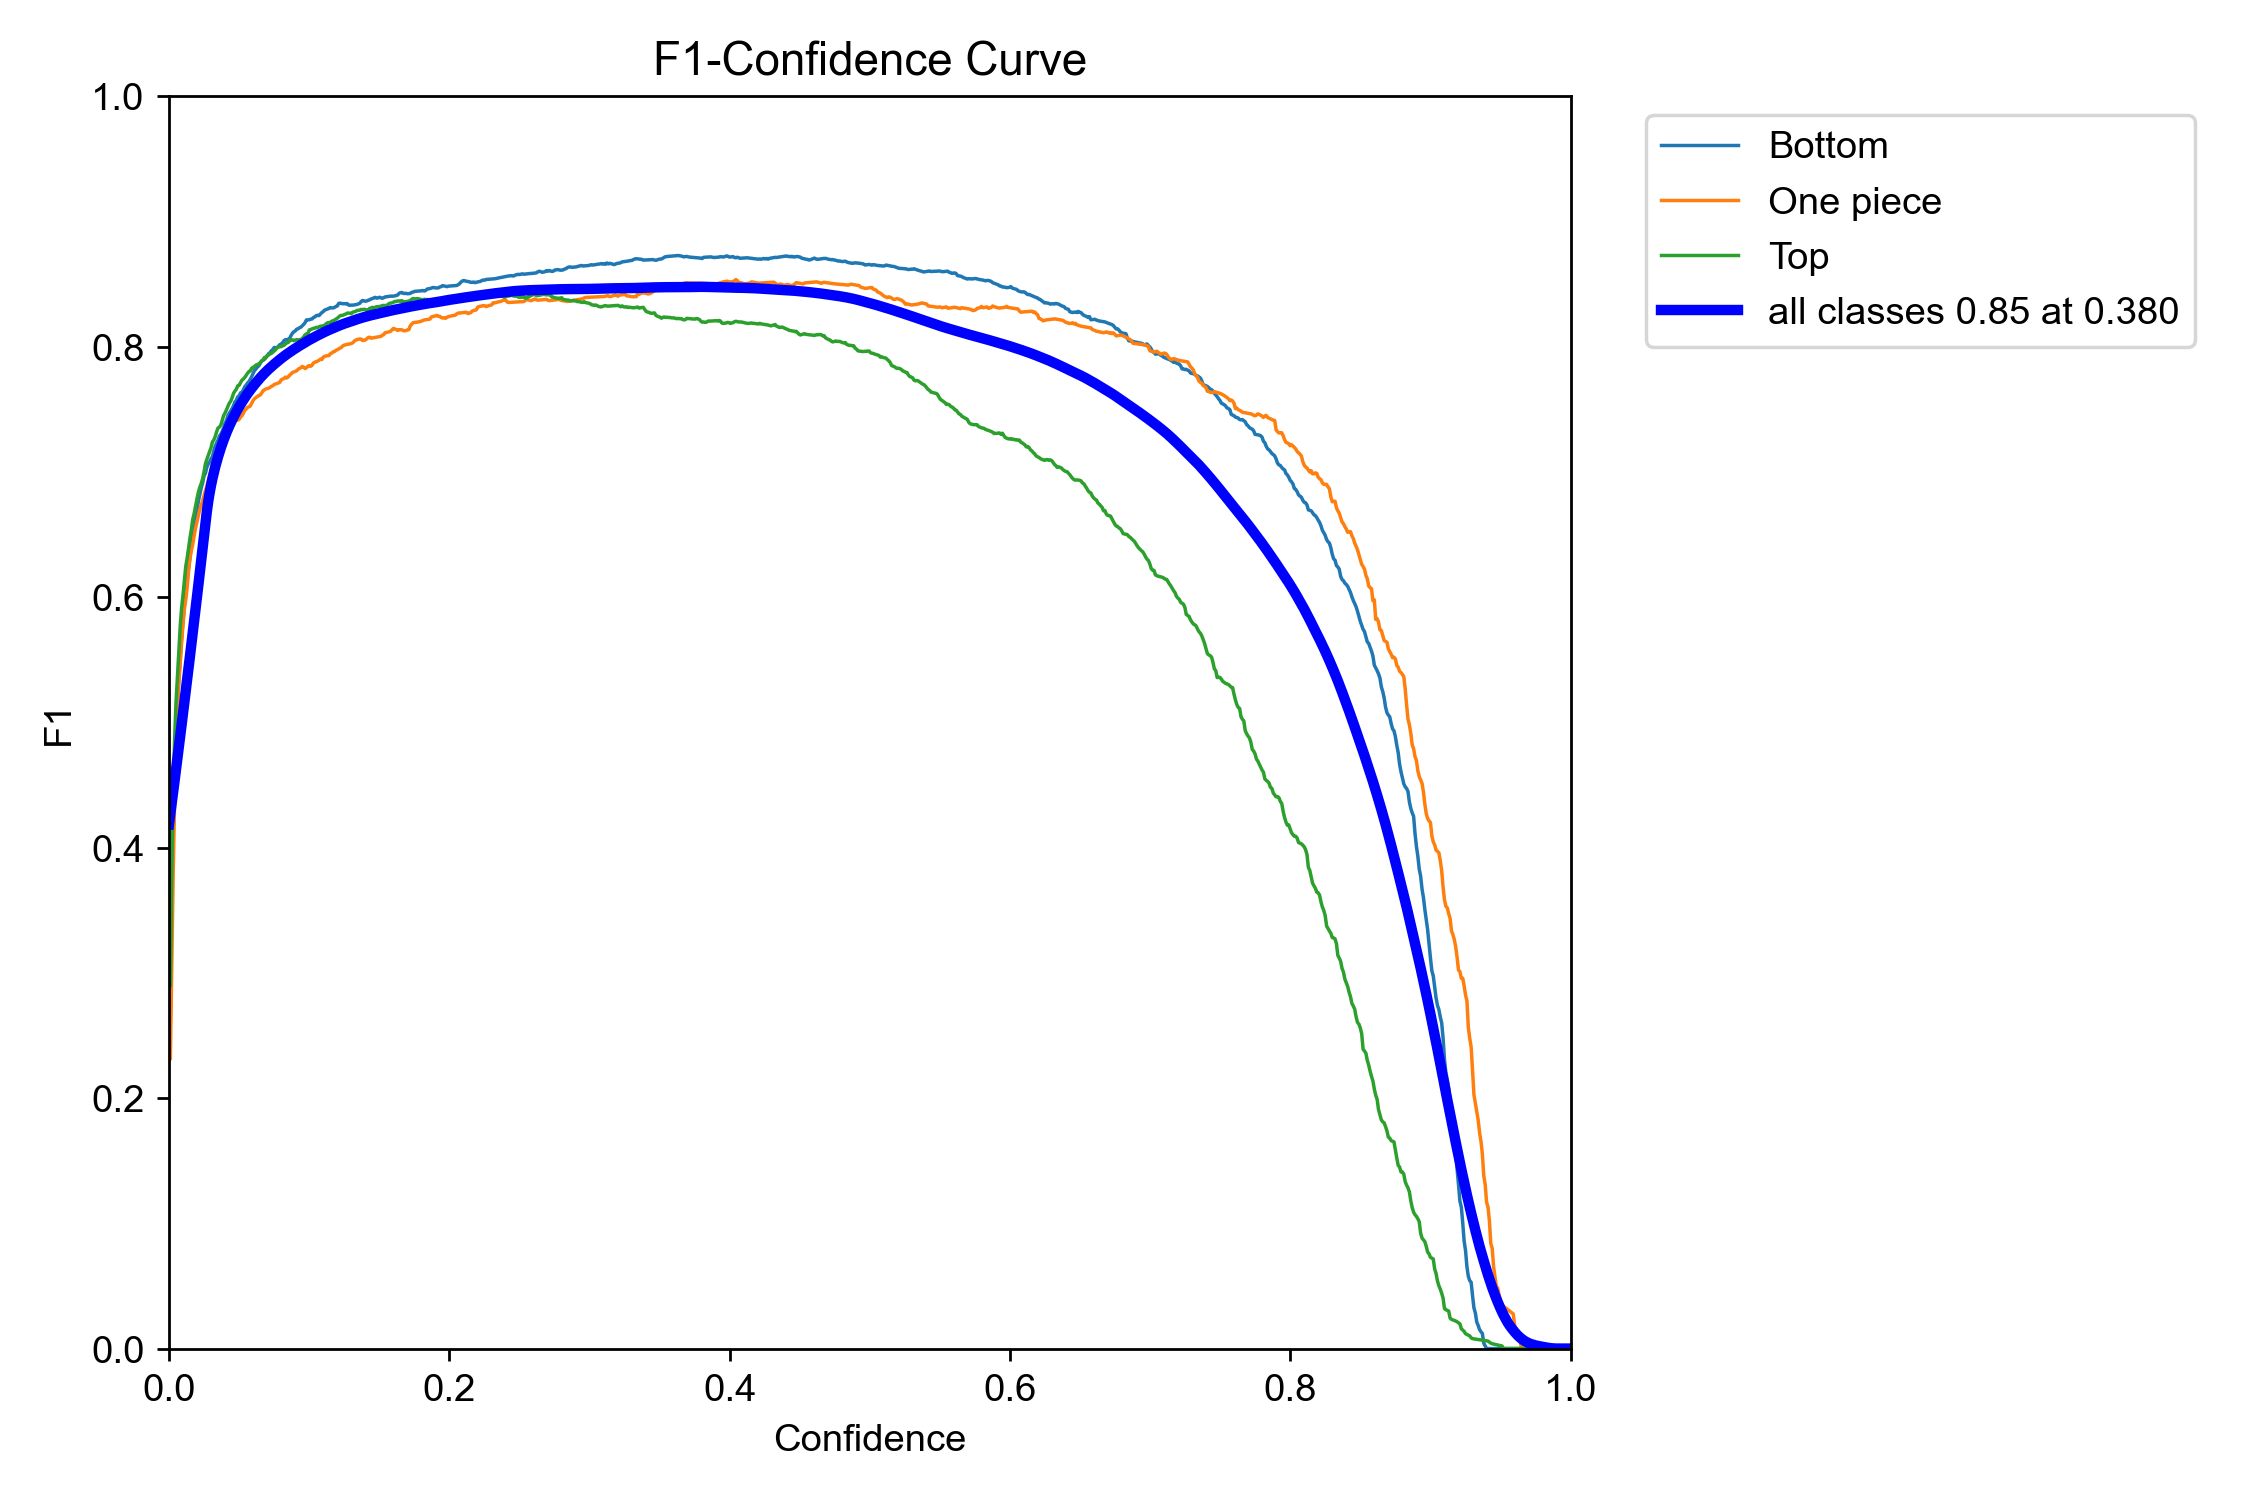 F1-Confidence Curve
1.0
0.8
0.6
0.4
0.2
0.0
F1
0.0 0.2 0.4 0.6 0.8 1.0
Confidence
Bottom
One piece
Top
all classes 0.85 at 0.380